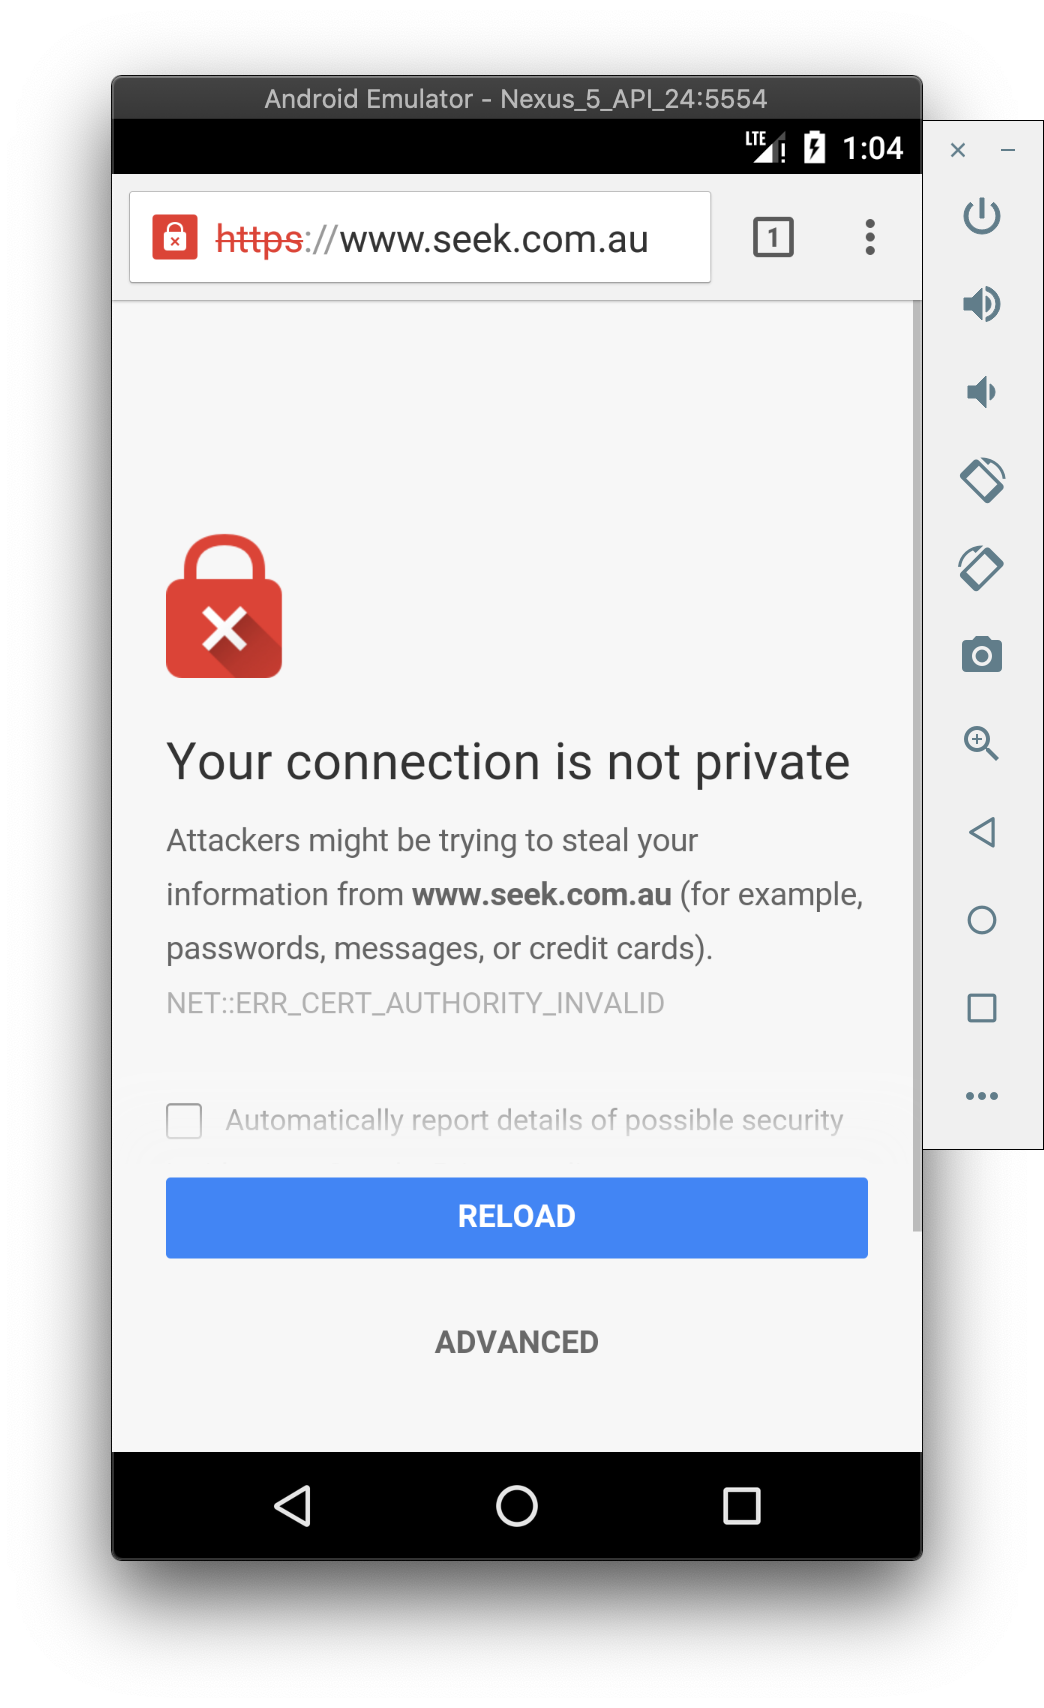 Android Emulator - Nexus_5_API_24:5554
LTE 1:04
https://www.seek.com.au 1
Your connection is not private
Attackers might be trying to steal your
information from www.seek.com.au (for example,
passwords, messages, or credit cards).
NET::ERR_CERT_AUTHORITY_INVALID
Automatically report details of possible security
RELOAD
ADVANCED